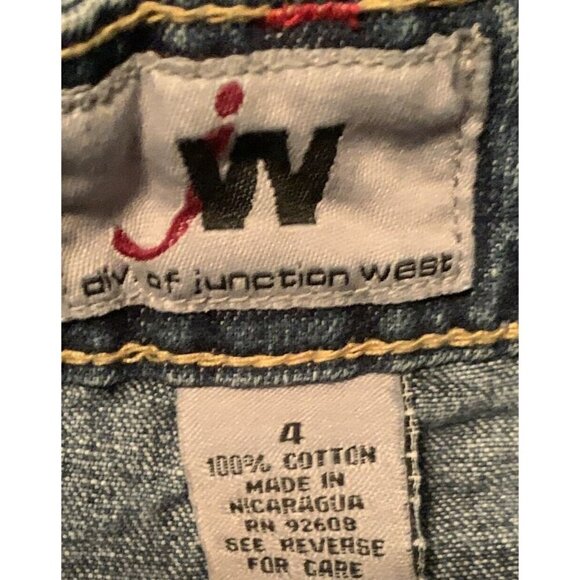 jW
div. of junction west
4
100% COTTON
MADE IN
NICARAGUA
RN 92608
SEE REVERSE
FOR CARE